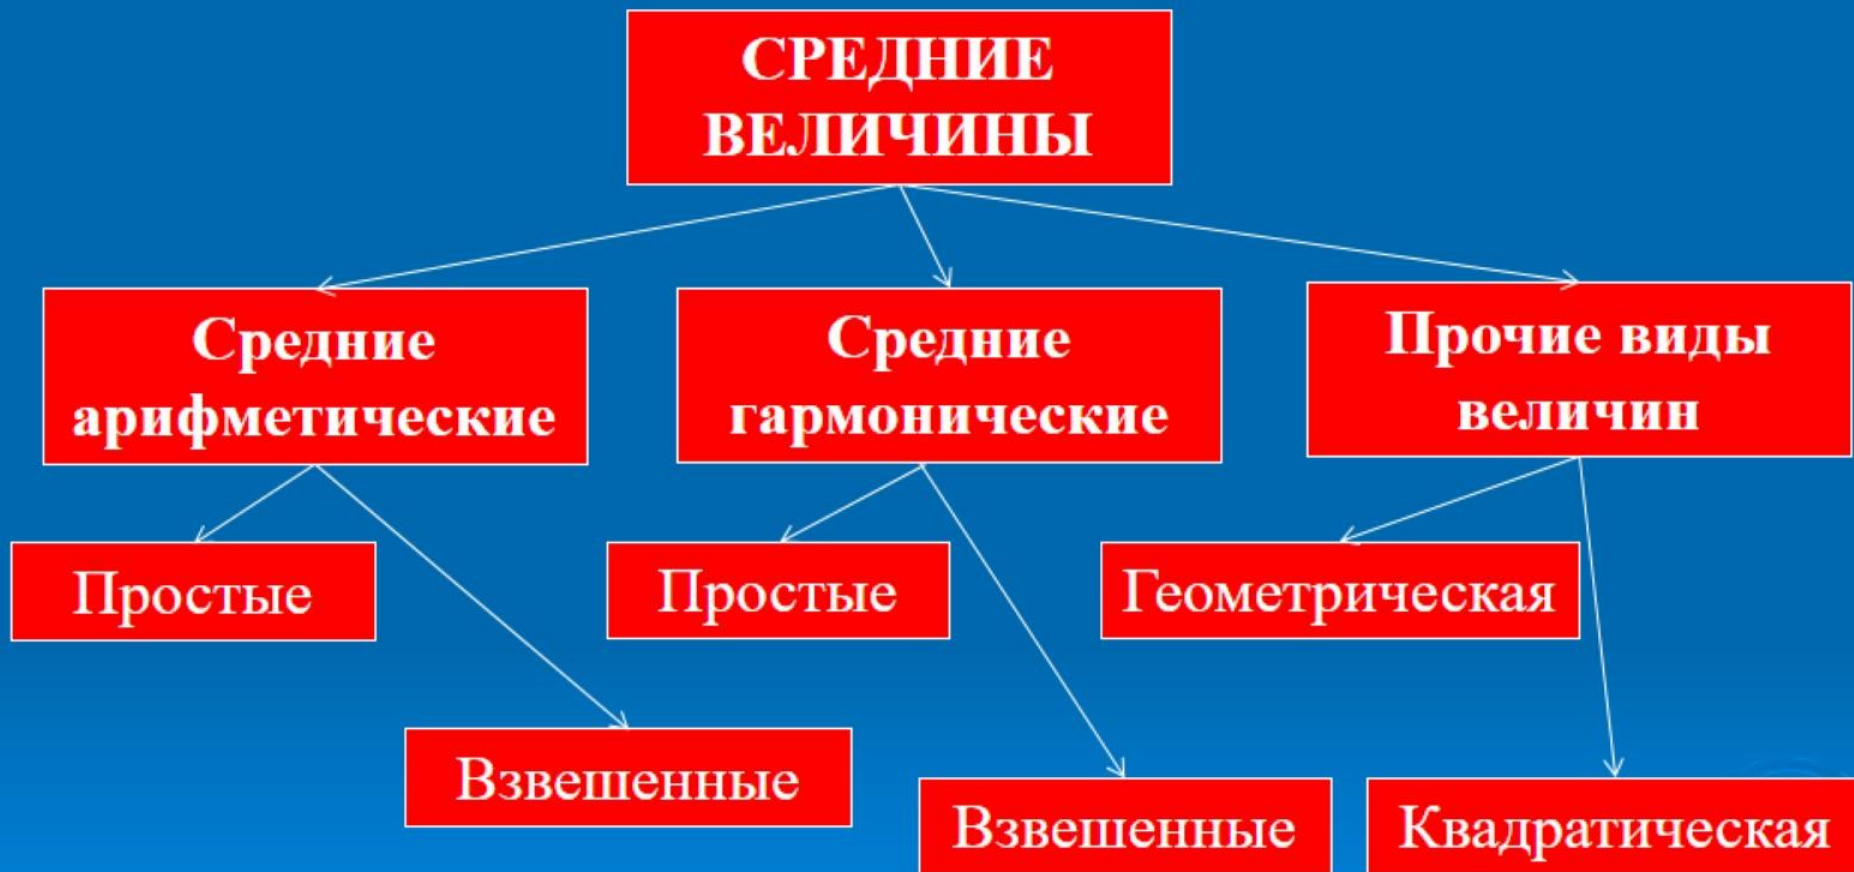 СРЕДНИЕ
ВЕЛИЧИНЫ
Средние
арифметические
Средние
гармонические
Прочие виды
величин
Простые
Простые
Геометрическая
Взвешенные
Взвешенные
Квадратическая